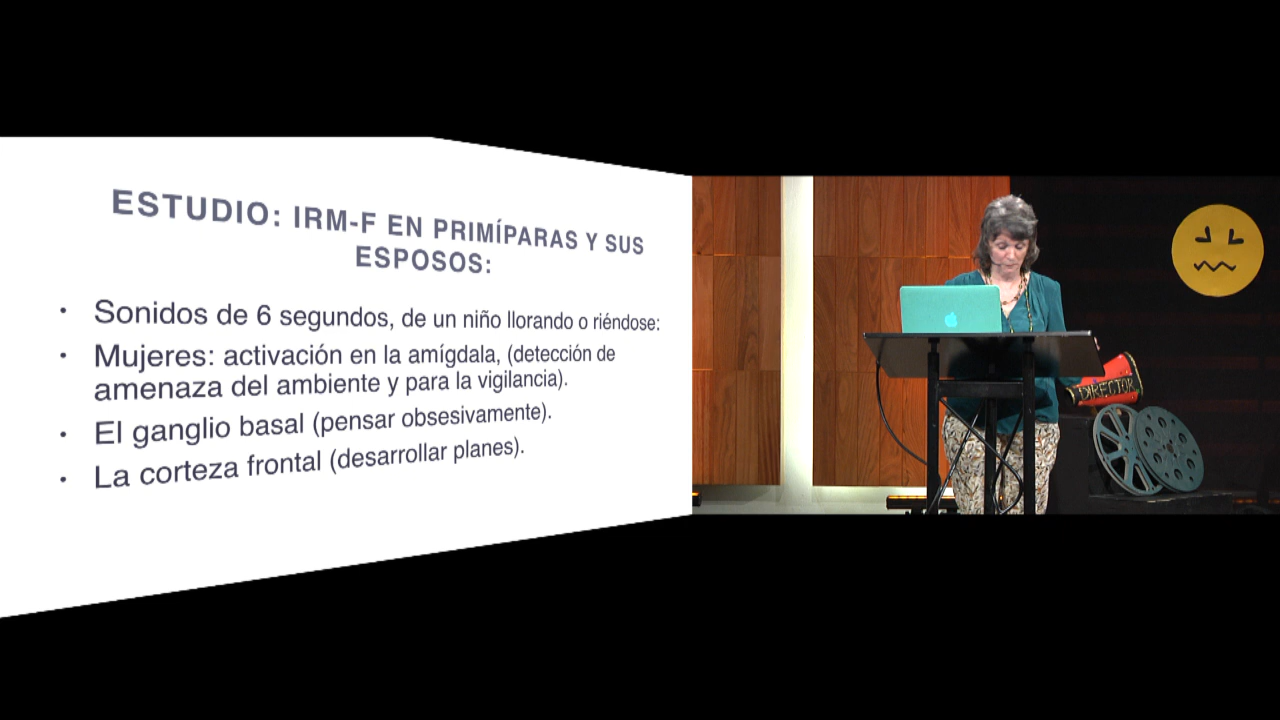 ESTUDIO: IRM-F EN PRIMÍPARAS Y SUS
ESPOSOS:
• Sonidos de 6 segundos, de un niño llorando o riéndose:
• Mujeres: activación en la amígdala, (detección de
amenaza del ambiente y para la vigilancia).
• El ganglio basal (pensar obsesivamente).
• La corteza frontal (desarrollar planes).
DIRECTOR